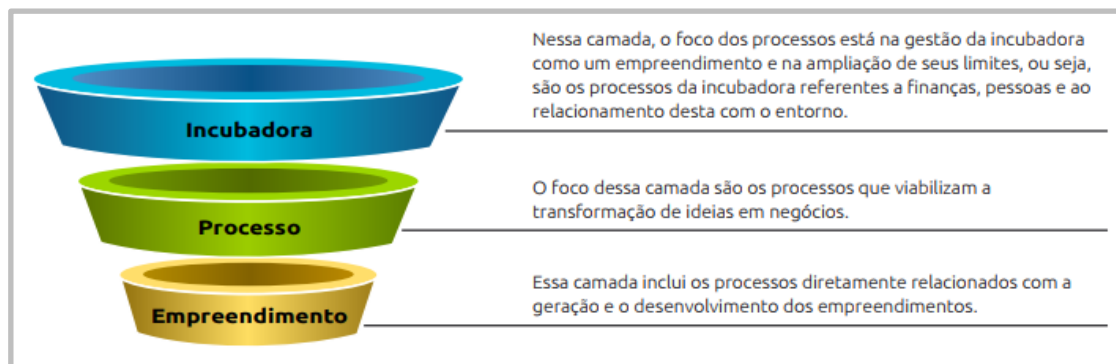 Nessa camada, o foco dos processos está na gestão da incubadora
como um empreendimento e na ampliação de seus limites, ou seja,
são os processos da incubadora referentes a finanças, pessoas e ao
relacionamento desta com o entorno.
Incubadora
O foco dessa camada são os processos que viabilizam a
transformação de ideias em negócios.
Processo
Essa camada inclui os processos diretamente relacionados com a
geração e o desenvolvimento dos empreendimentos.
Empreendimento